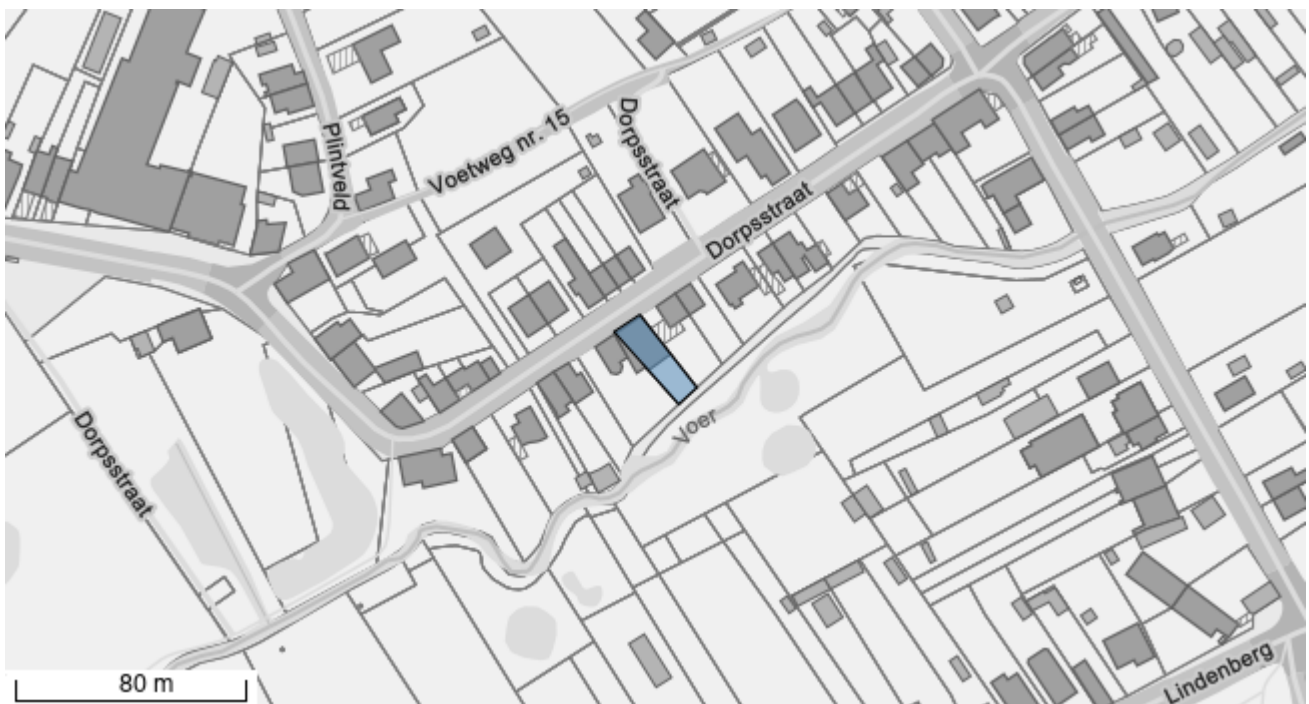 Dorpsstraat
Voetweg nr. 15
Plintveld
Dorpsstraat
Dorpsstraat
Voer
Lindenberg
80 m